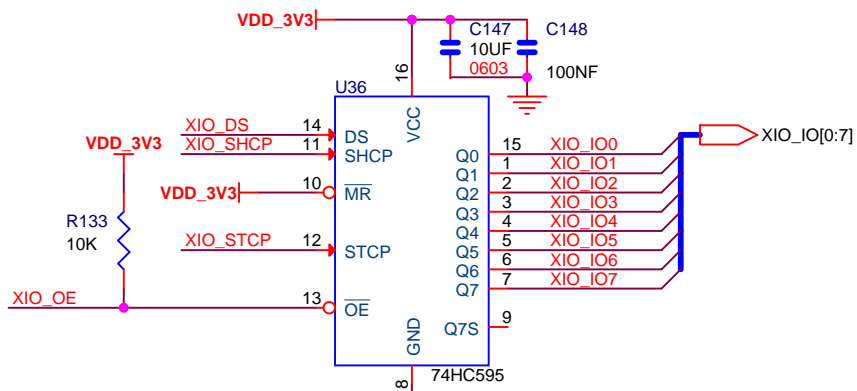 VDD_3V3
C147
C148
10UF
0603
100NF
16
U36
VCC
XIO_DS
14
DS
XIO_SHCP
11
SHCP
VDD_3V3
VDD_3V3
10
MR
R133
10K
XIO_STCP
12
STCP
XIO_OE
13
OE
15
XIO_IO0
Q0
1
XIO_IO1
Q1
2
XIO_IO2
Q2
3
XIO_IO3
Q3
4
XIO_IO4
Q4
5
XIO_IO5
Q5
6
XIO_IO6
Q6
7
XIO_IO7
Q7
XIO_IO[0:7]
9
Q7S
GND
8
74HC595